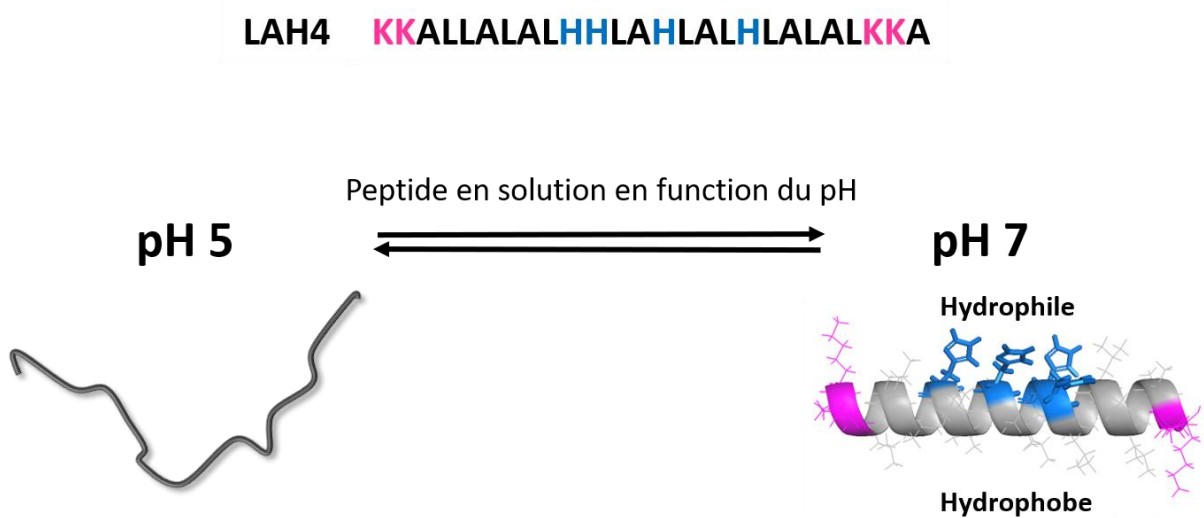 LAH4 KKALLALALHHLAHLALHLALALKKA
Peptide en solution en function du pH
pH 5
pH 7
Hydrophile
Hydrophobe